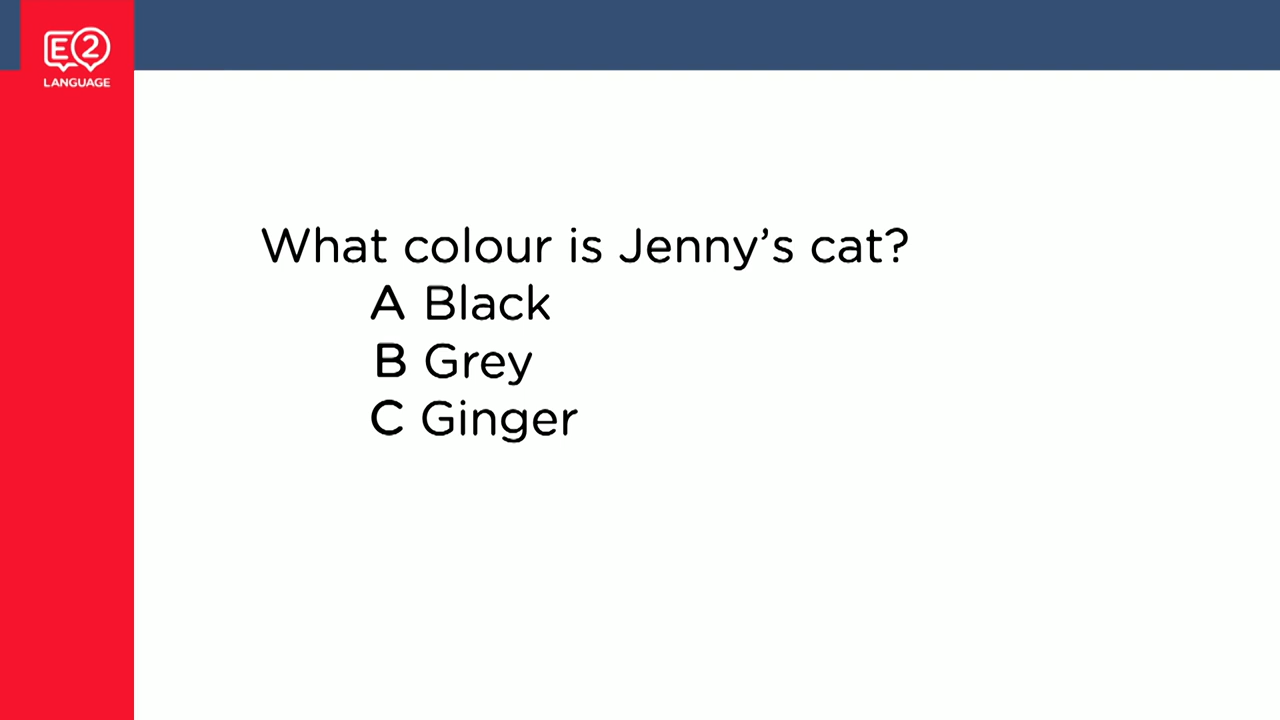 E2
LANGUAGE
What colour is Jenny’s cat?
A Black
B Grey
C Ginger